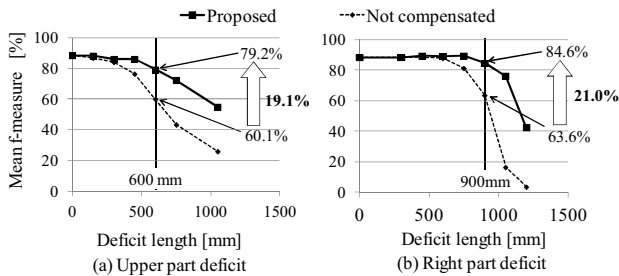 Proposed
Not compensated
Mean f-measure [%]
100
80
60
40
20
0
79.2%
19.1%
60.1%
600 mm
0
500
1000
1500
Deficit length [mm]
(a) Upper part deficit
100
80
60
40
20
0
84.6%
21.0%
63.6%
900mm
0
500
1000
1500
Deficit length [mm]
(b) Right part deficit